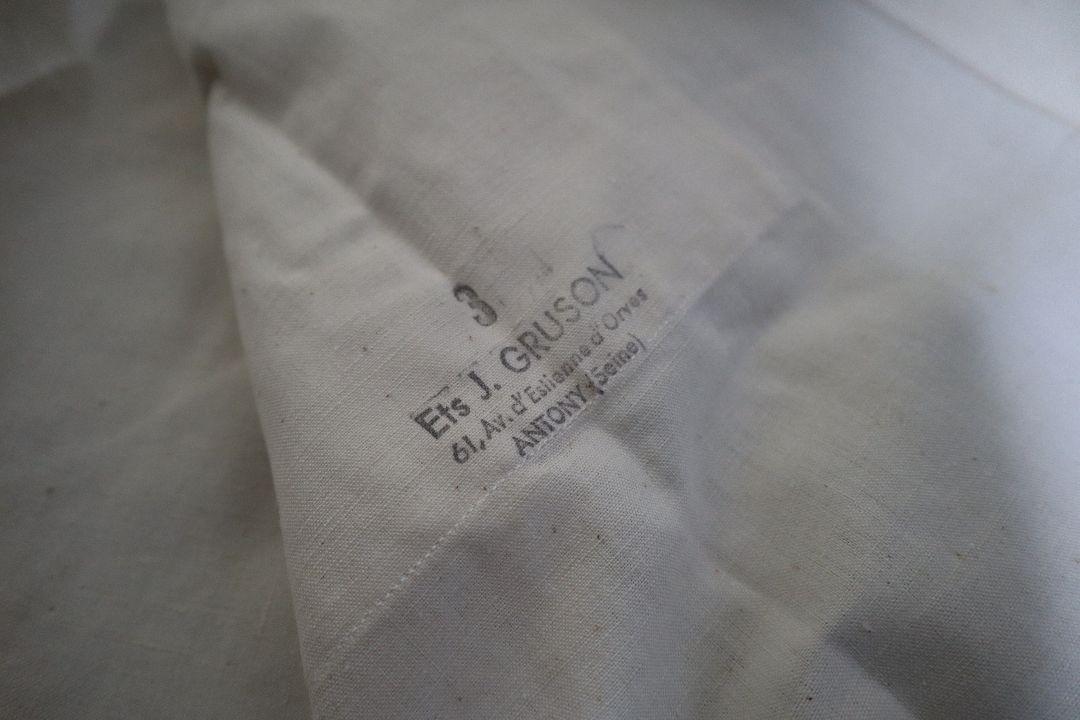 3
Ets J. GRUSON
61, Av. d'Estienne d'Orves
ANTONY (Seine)